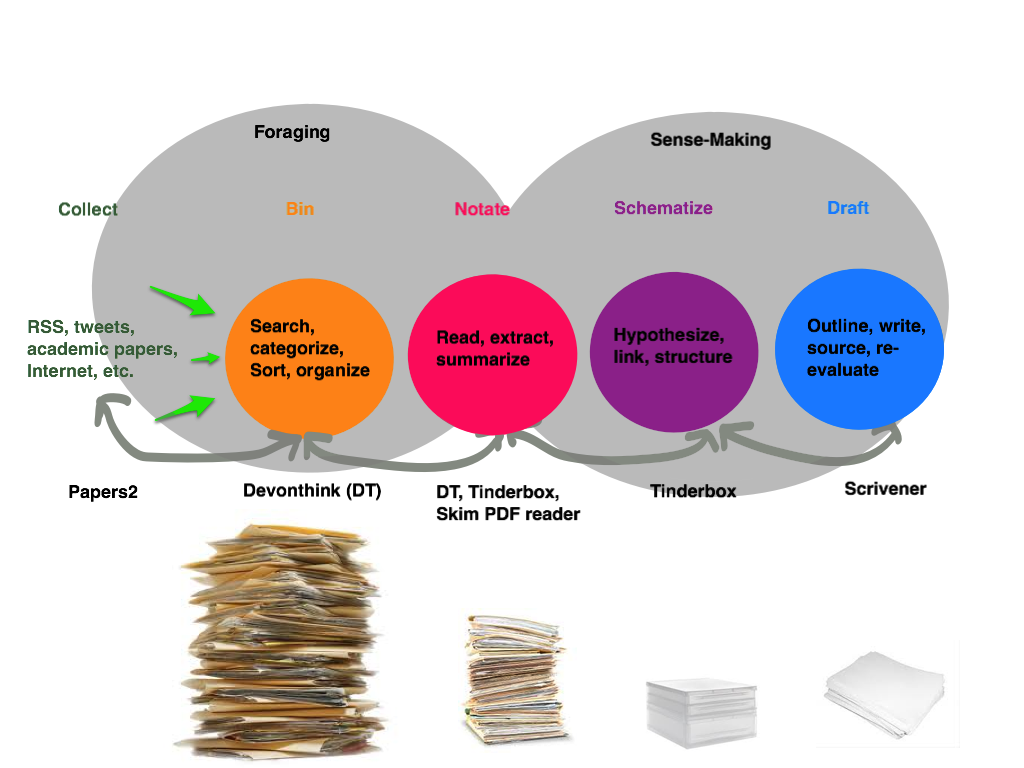 Foraging
Sense-Making
Collect
Bin
Notate
Schematize
Draft
RSS, tweets,
academic papers,
Internet, etc.
Search,
categorize,
Sort, organize
Read, extract,
summarize
Hypothesize,
link, structure
Outline, write,
source, re-
evaluate
Papers2
Devonthink (DT)
DT, Tinderbox,
Skim PDF reader
Tinderbox
Scrivener